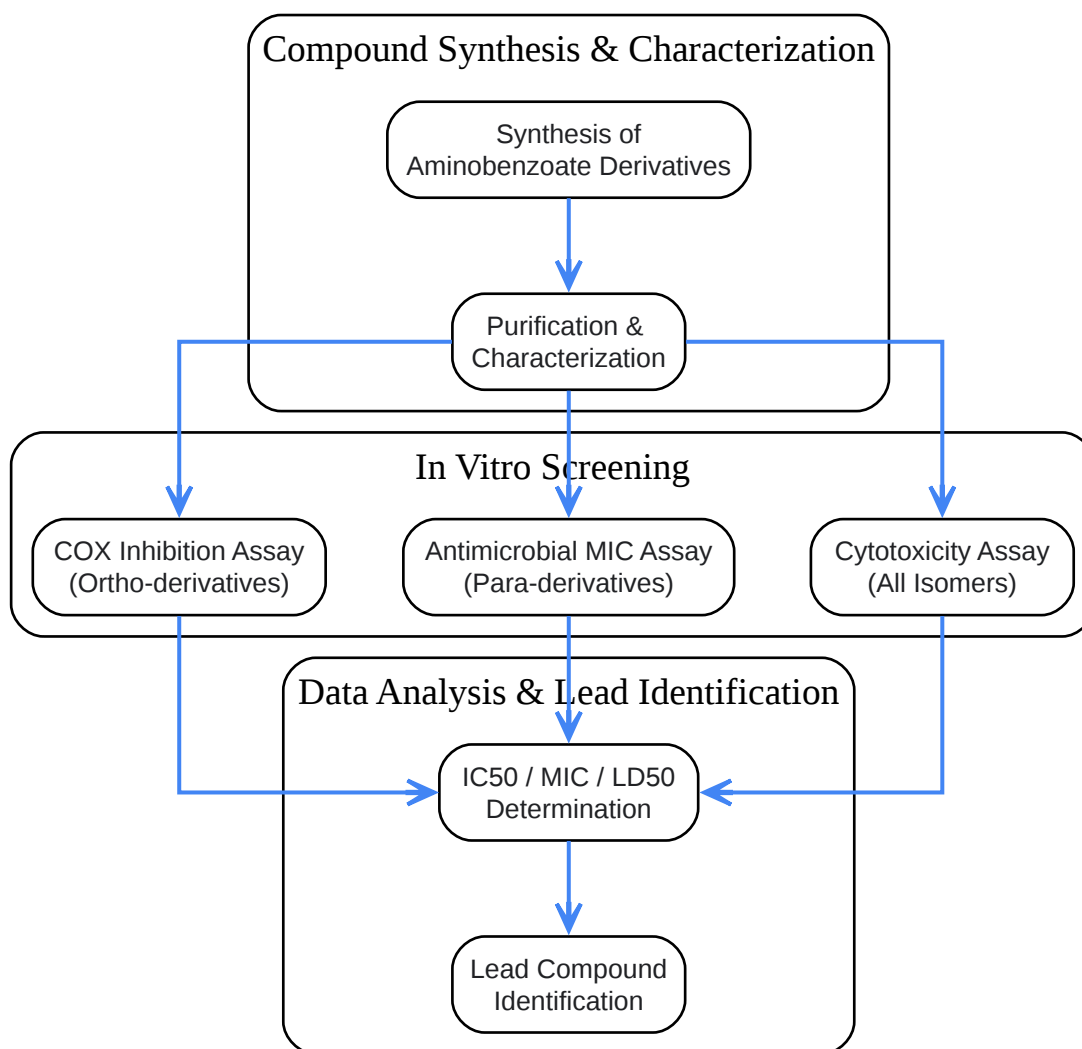 Compound Synthesis & Characterization
Synthesis of
Aminobenzoate Derivatives
Purification &
Characterization
In Vitro Screening
COX Inhibition Assay
(Ortho-derivatives)
Antimicrobial MIC Assay
(Para-derivatives)
Cytotoxicity Assay
(All Isomers)
Data Analysis & Lead Identification
IC50 / MIC / LD50
Determination
Lead Compound
Identification